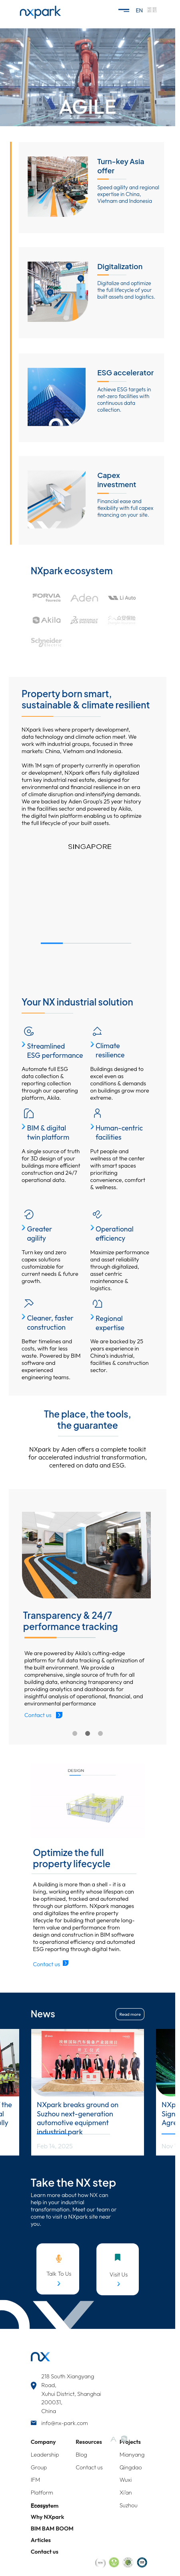 nxpark
EN
AGILE
Turn-key Asia
offer
Speed agility and regional
expertise in China,
Vietnam and Indonesia
Digitalization
Digitalize and optimize
the full lifecycle of your
built assets and logistics.
ESG accelerator
Achieve ESG targets in
net-zero facilities with
continuous data
collection.
Capex
investment
Financial ease and
flexibility with full capex
financing on your site.
NXpark ecosystem
FORVIA
Aden
Li Auto
Akila
Schneider
Property born smart,
sustainable & climate resilient
NXpark lives where government,
data technology and climate meet. We
work with industrial groups, focused in three
markets: China, Vietnam and Indonesia.
With 1M sqm of property currently in operation
or development, NXpark offers fully digitalized
turn key, industrial real estate, designed for
environmental and financial resilience in an era
of climate change and demands for rapid ROI.
We are backed by Aden Group's 25 year history
in this market and are powered by Akila,
the digital twin platform enabling us to optimize
the full lifecycle of your built assets.
SINGAPORE
Your NX industrial solution
Streamlined
ESG performance
Automate full ESG
data collection and
reporting through our
optimal platform, Akila.
Climate
resilience
Buildings designed to
excel even as
conditions & demands
on buildings grow more
extreme.
BIM & digital
twin platform
A single source of truth
for 3D design of your
buildings more efficient
construction and 24/7
operational data.
Human-centric
facilities
Put people and
wellness at the center
with smart spaces
prioritizing
convenience, comfort
& wellness.
Greater
agility
Turn key and zero
capex solutions
customizable for
current needs & future
growth.
Operational
efficiency
Maximize performance
and asset reliability
through digitalized,
asset centric
maintenance &
logistics.
Cleaner, faster
construction
Better timelines and
costs, with far less
waste. Powered by BIM
software and
experienced
engineering teams.
Regional
expertise
We are backed by 25
years experience in
China's industrial,
facilities & construction
sector.
The place, the tools,
the guarantee
NXpark by Aden offers a complete toolkit
for accelerated industrial transformation,
centered on data and ESG.
Transparency & 24/7
performance tracking
We are powered by Akila's cutting-edge
platform for full data tracking & optimization of
the built environment. We provide a
comprehensive & immersive, single source of
truth to all stakeholders in the built environment,
providing analytics and dashboards for
insightful analysis of operational, financial, and
environmental performance
Contact us
DESIGN
Optimize the full
property lifecycle
A building is more than a shell - it is a
living, working entity whose lifespan can
be optimized, tracked and automated
through our platform. NXpark manages
and digitalizes the entire property
lifecycle for building that generate long-
term value for tenants and owners. From
design and construction in BIM software
to operational efficiency and automated
ESG reporting through digital twin.
Contact us
News
Read more
NXpark breaks ground on
Suzhou next-generation
automotive equipment
industrial park
Feb 14, 2020
Take the NX step
Learn more about how NX can
help in your industrial
transformation. Meet our team or
come to visit a NXpark site near
you.
Talk To Us
Visit Us
NX
218 South Xiangyang
Road,
Xuhui District, Shanghai
200031,
China
info@nx-park.com
Company
Resources
Projects
Leadership
Blog
Mianyang
Group
Contact us
Qingdao
IFM
Wuxi
Platform
Xi'an
Ecosystem
Suzhou
Why NXpark
BIM BAM BOOM
Articles
Contact us